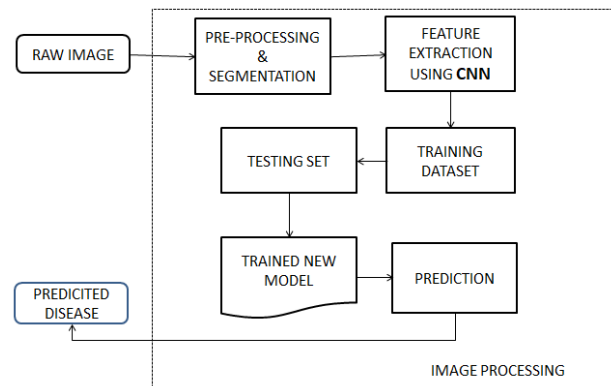 RAW IMAGE
PRE-PROCESSING
&
SEGMENTATION
FEATURE
EXTRACTION
USING CNN
TESTING SET
TRAINING
DATASET
TRAINED NEW
MODEL
PREDICTION
PREDICITED
DISEASE
IMAGE PROCESSING